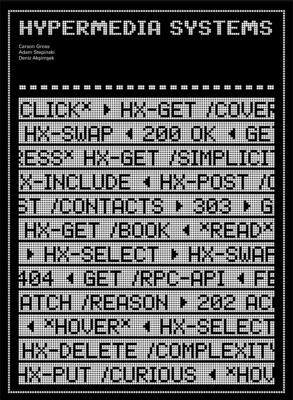 HYPERMEDIA SYSTEMS
Carson Gross
Adam Stepinski
Deniz Akşimşek
CLICK* ▸ HX-GET /COVER
HX-SWAP ◂ 200 OK ◂ GET
RESS* HX-GET /SIMPLICI
X-INCLUDE ◂ HX-POST /C
ST /CONTACTS ▸ 303 ▸ G
HX-GET /BOOK ◂ *READ*
▸ HX-SELECT ▸ HX-SWAP
404 ◂ GET /RPC-API ◂ FE
ATCH /REASON ▸ 202 AC
◂ *HOVER* ◂ HX-SELECT
HX-DELETE /COMPLEXITY
HX-PUT /CURIOUS ◂ *HOV